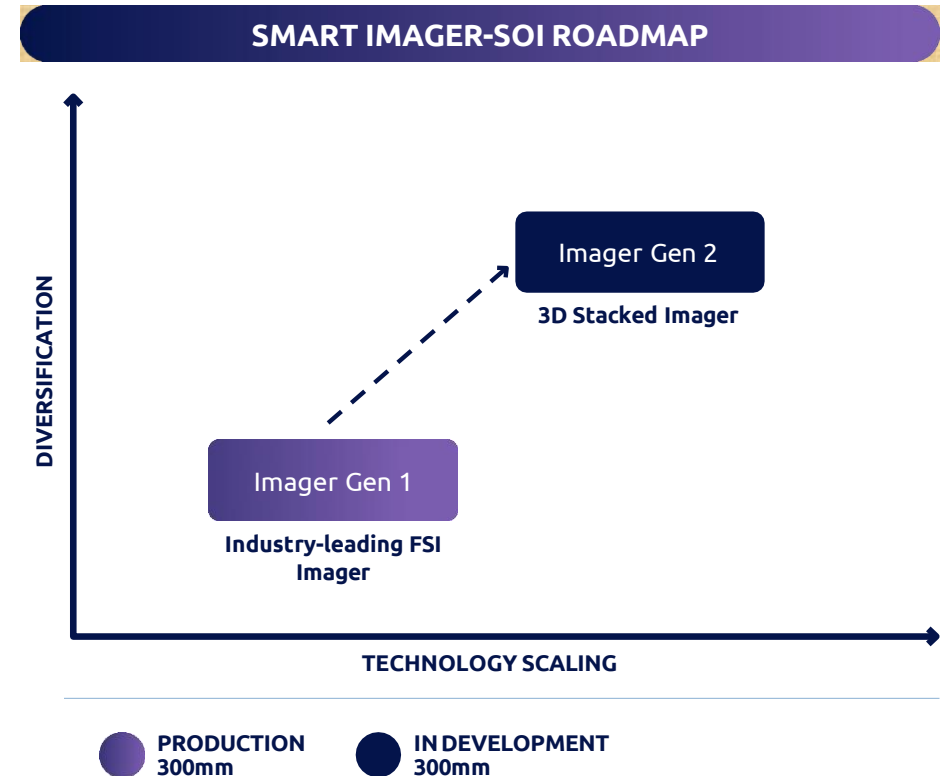 SMART IMAGER-SOI ROADMAP
DIVERSIFICATION
Imager Gen 2
3D Stacked Imager
Imager Gen 1
Industry-leading FSI
Imager
TECHNOLOGY SCALING
PRODUCTION
300mm
IN DEVELOPMENT
300mm